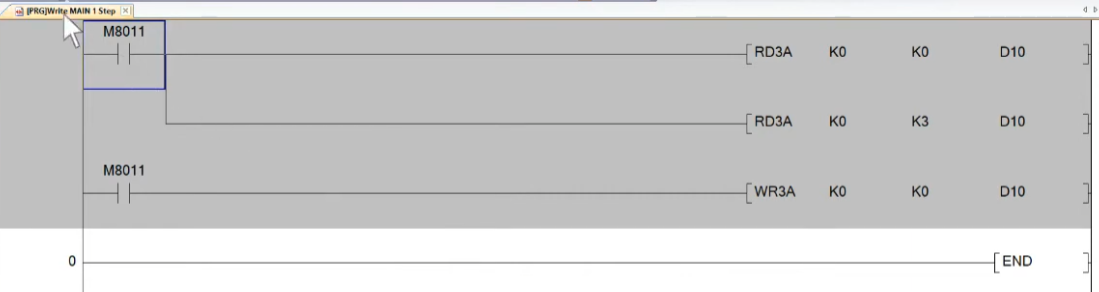 [PRG]Write MAIN 1 Step
M8011
RD3A K0 K0 D10
RD3A K0 K3 D10
M8011
WR3A K0 K0 D10
0 END